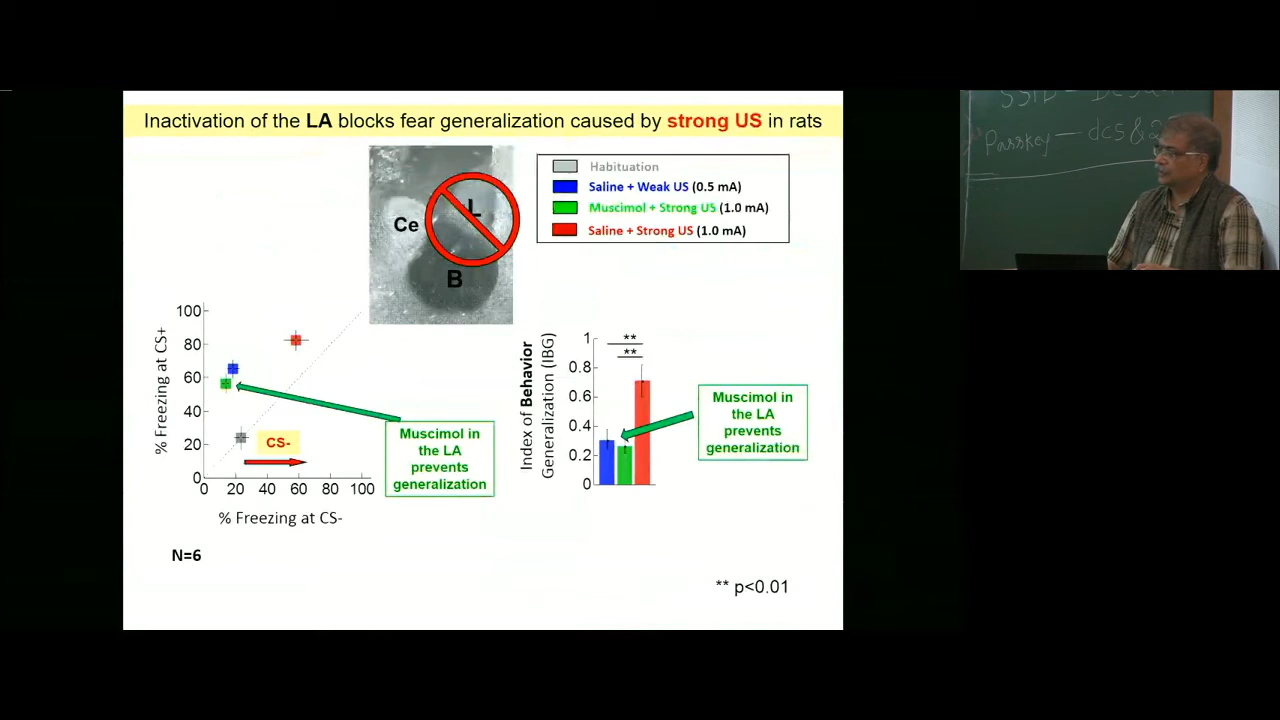 Inactivation of the LA blocks fear generalization caused by strong US in rats
Ce
L
B
Habituation
Saline + Weak US (0.5 mA)
Muscimol + Strong US (1.0 mA)
Saline + Strong US (1.0 mA)
% Freezing at CS+
100
80
60
40
20
0
0 20 40 60 80 100
% Freezing at CS-
CS-
Muscimol in
the LA
prevents
generalization
Index of Behavior
Generalization (IBG)
1
0.8
0.6
0.4
0.2
0
**
**
Muscimol in
the LA
prevents
generalization
N=6
** p<0.01
Passkey — dcs&